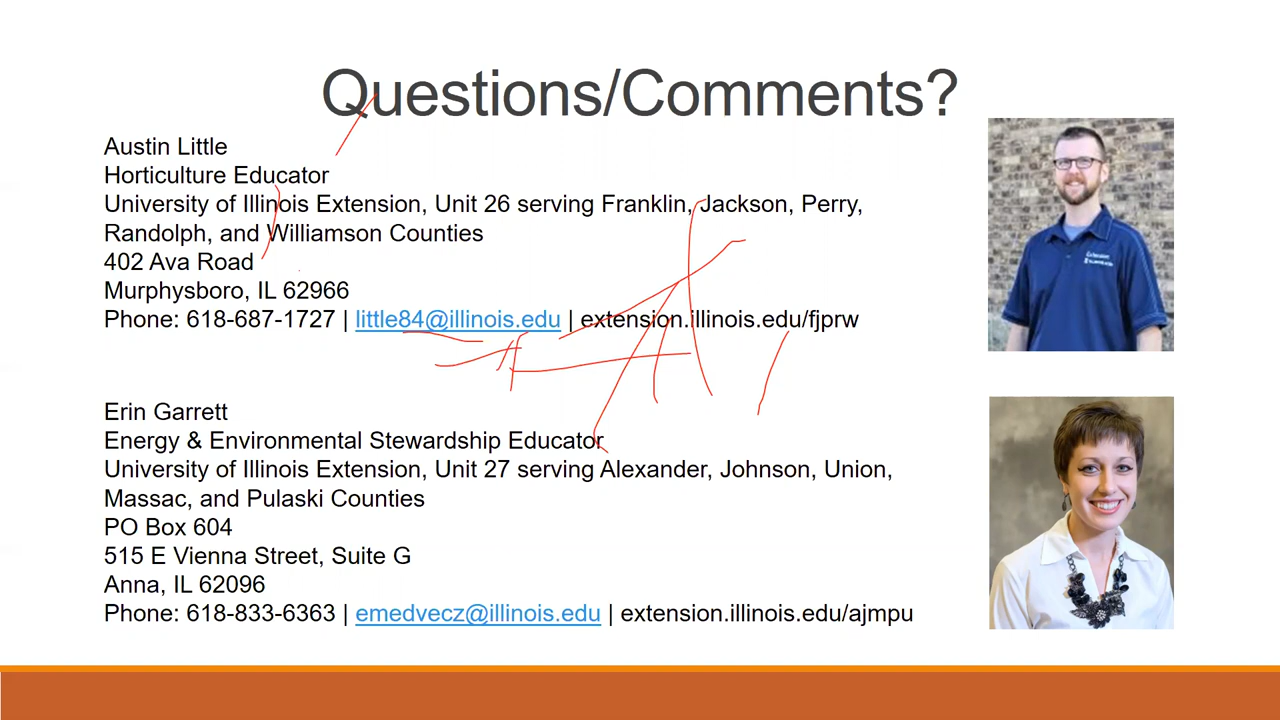 Questions/Comments?
Austin Little
Horticulture Educator
University of Illinois Extension, Unit 26 serving Franklin, Jackson, Perry,
Randolph, and Williamson Counties
402 Ava Road
Murphysboro, IL 62966
Phone: 618-687-1727 | little84@illinois.edu | extension.illinois.edu/fjprw
Erin Garrett
Energy & Environmental Stewardship Educator
University of Illinois Extension, Unit 27 serving Alexander, Johnson, Union,
Massac, and Pulaski Counties
PO Box 604
515 E Vienna Street, Suite G
Anna, IL 62096
Phone: 618-833-6363 | emedvecz@illinois.edu | extension.illinois.edu/ajmpu